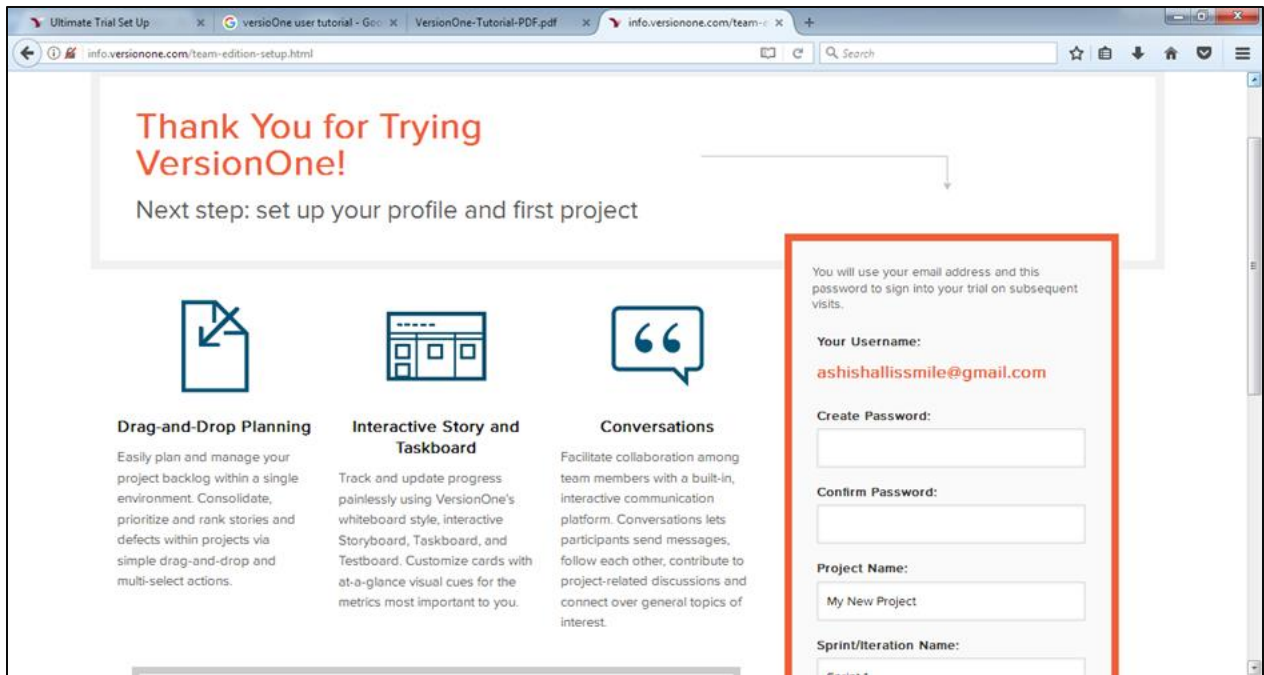 Ultimate Trial Set Up
versioOne user tutorial - Goo
VersionOne-Tutorial-PDF.pdf
info.versionone.com/team-e
info.versionone.com/team-edition-setup.html
Search
Thank You for Trying
VersionOne!
Next step: set up your profile and first project
Drag-and-Drop Planning
Easily plan and manage your
project backlog within a single
environment. Consolidate,
prioritize and rank stories and
defects within projects via
simple drag-and-drop and
multi-select actions.
Interactive Story and
Taskboard
Track and update progress
painlessly using VersionOne's
whiteboard style, interactive
Storyboard, Taskboard, and
Testboard. Customize cards with
at-a-glance visual cues for the
metrics most important to you.
Conversations
Facilitate collaboration among
team members with a built-in,
interactive communication
platform. Conversations lets
participants send messages,
follow each other, contribute to
project-related discussions and
connect over general topics of
interest.
You will use your email address and this
password to sign into your trial on subsequent
visits.
Your Username:
ashishallissmile@gmail.com
Create Password:
Confirm Password:
Project Name:
My New Project
Sprint/Iteration Name: